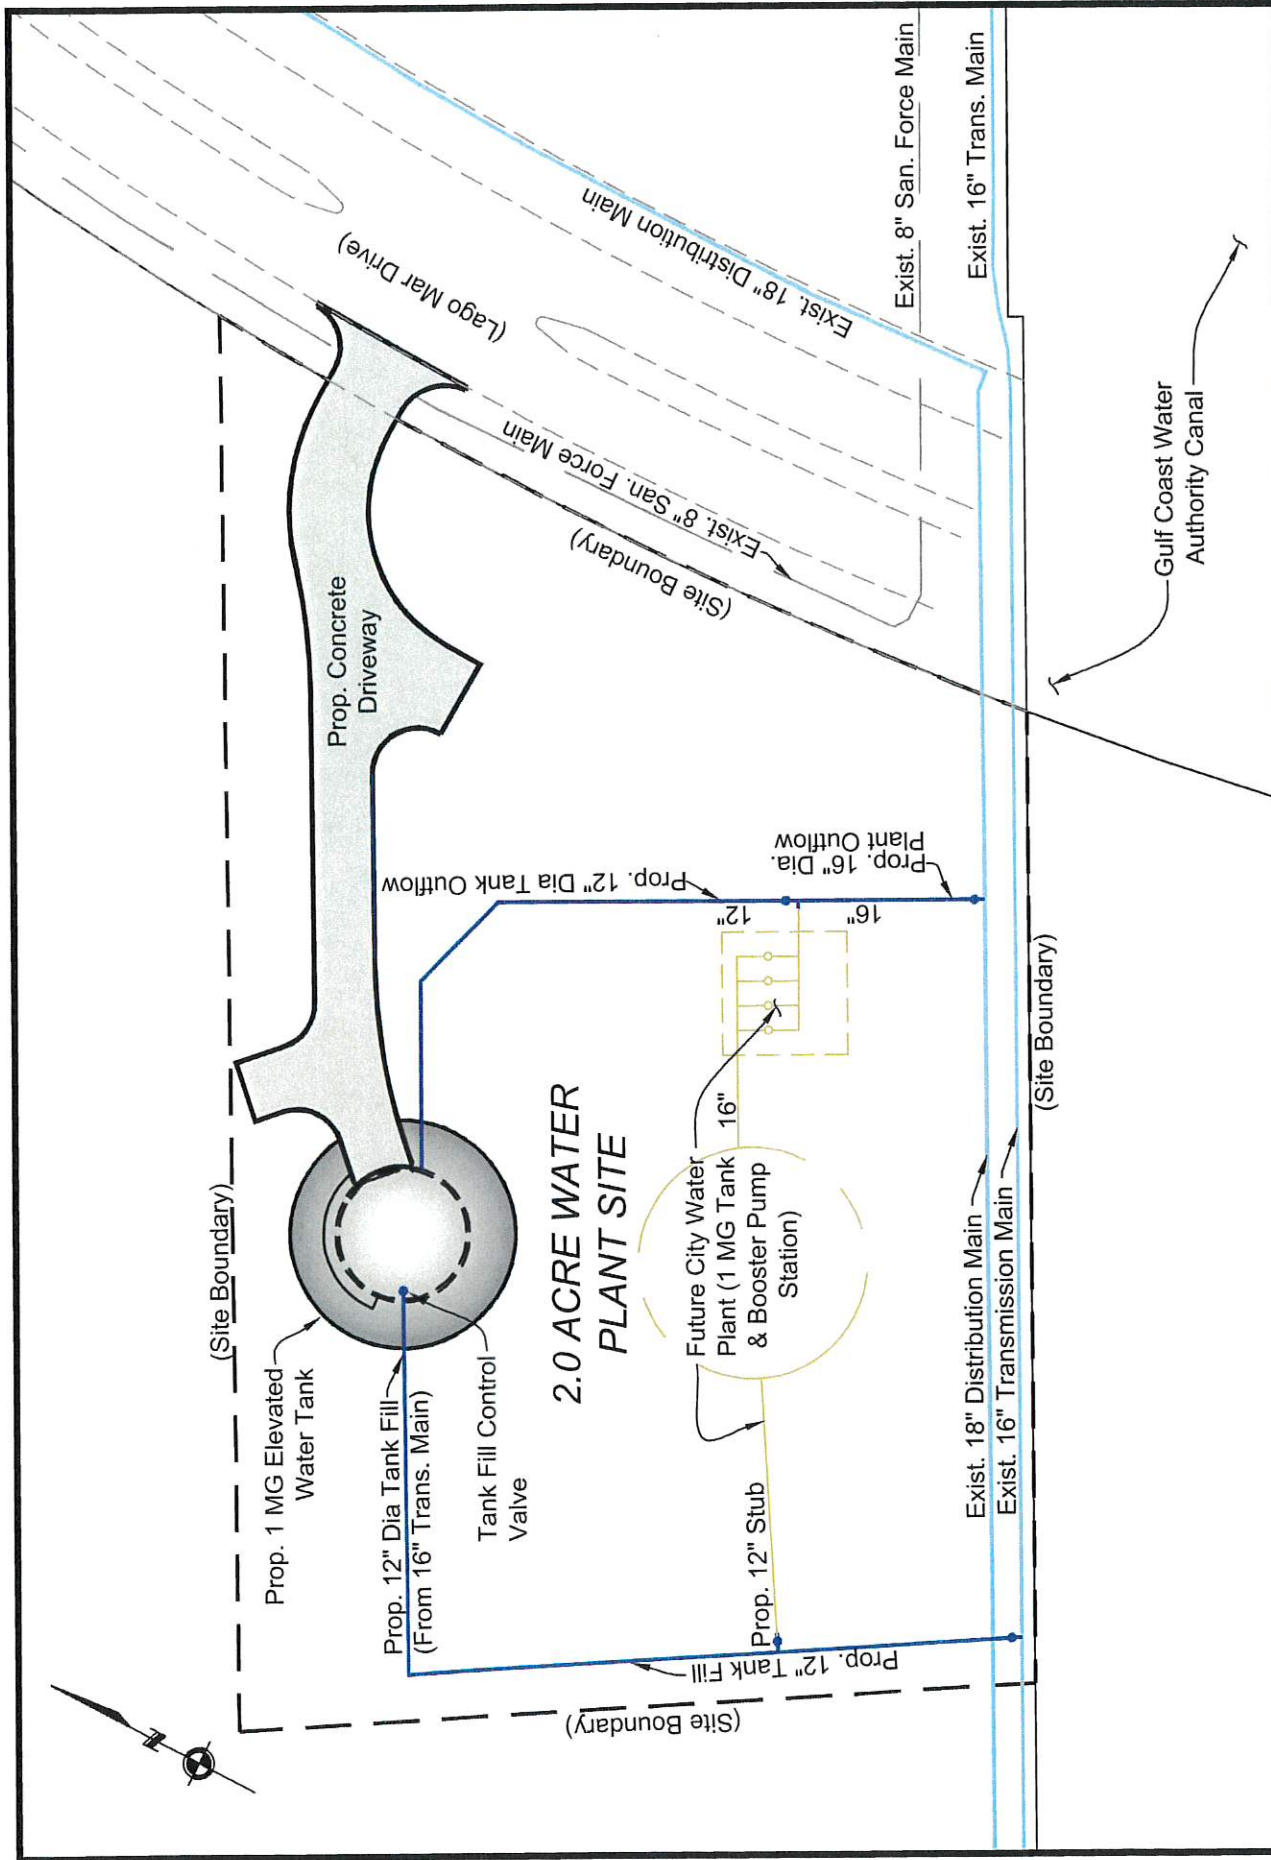 (Site Boundary)
Prop. 1 MG Elevated
Water Tank
Prop. 12" Dia Tank Fill
(From 16" Trans. Main)
Tank Fill Control
Valve
2.0 ACRE WATER
PLANT SITE
Prop. Concrete
Driveway
(Lago Mar Drive)
Exist. 18" Distribution Main
Exist. 8" San. Force Main
(Site Boundary)
Exist. 8" San. Force Main
Exist. 16" Trans. Main
Prop. 12" Dia Tank Outflow
12"
16"
Prop. 16" Dia.
Plant Outflow
Future City Water
Plant (1 MG Tank
& Booster Pump
Station)
16"
Prop. 12" Stub
Prop. 12" Tank Fill
(Site Boundary)
N
Exist. 18" Distribution Main
Exist. 16" Transmission Main
(Site Boundary)
Gulf Coast Water
Authority Canal